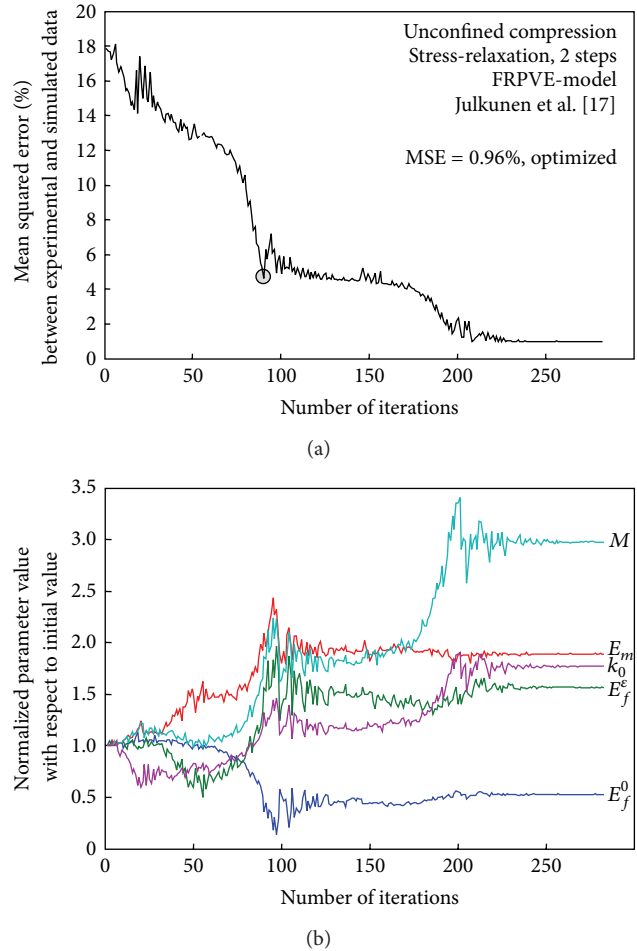 Unconfined compression
Stress-relaxation, 2 steps
FRPVE-model
Julkunen et al. [17]
MSE = 0.96%, optimized
Mean squared error (%)
between experimental and simulated data
20
18
16
14
12
10
8
6
4
2
0
0
50
100
150
200
250
Number of iterations
(a)
Normalized parameter value
with respect to initial value
3.5
3.0
2.5
2.0
1.5
1.0
0.5
0
M
E_m
k_0
E_f^ε
E_f^0
0
50
100
150
200
250
Number of iterations
(b)